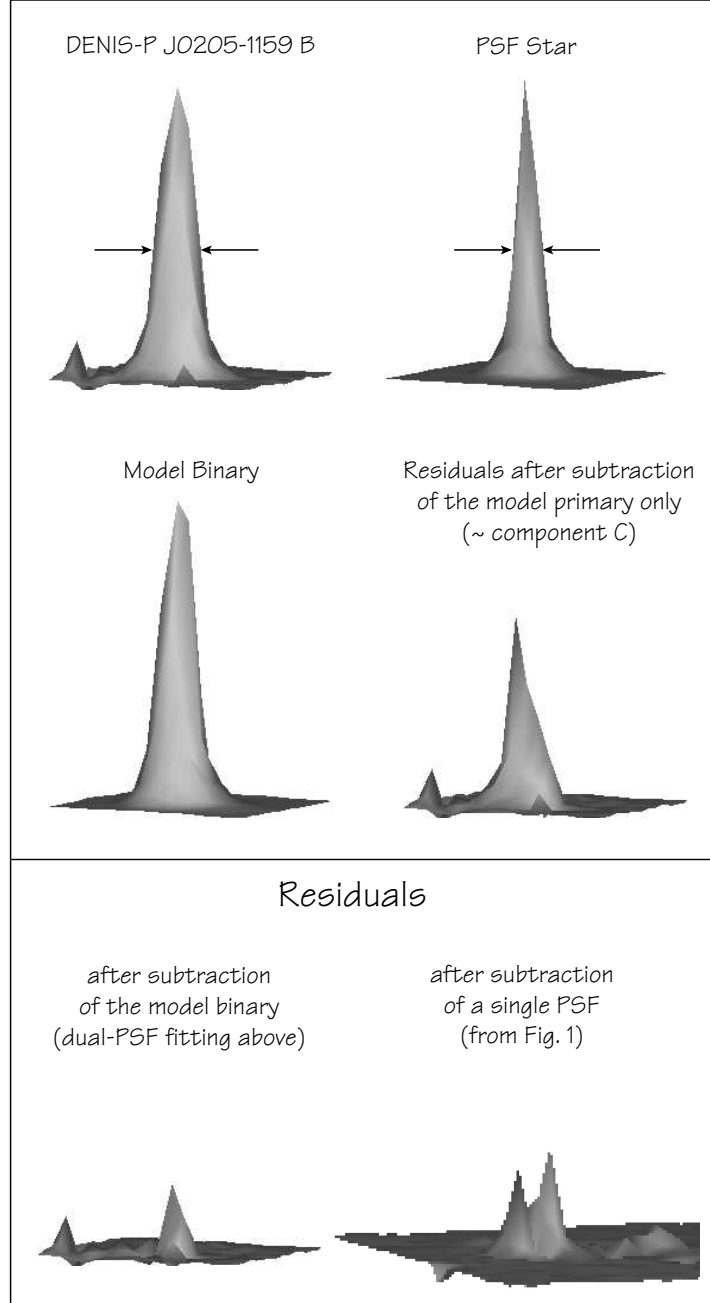 DENIS-P J0205-1159 B
PSF Star
Model Binary
Residuals after subtraction
of the model primary only
(~ component C)
Residuals
after subtraction
of the model binary
(dual-PSF fitting above)
after subtraction
of a single PSF
(from Fig. 1)